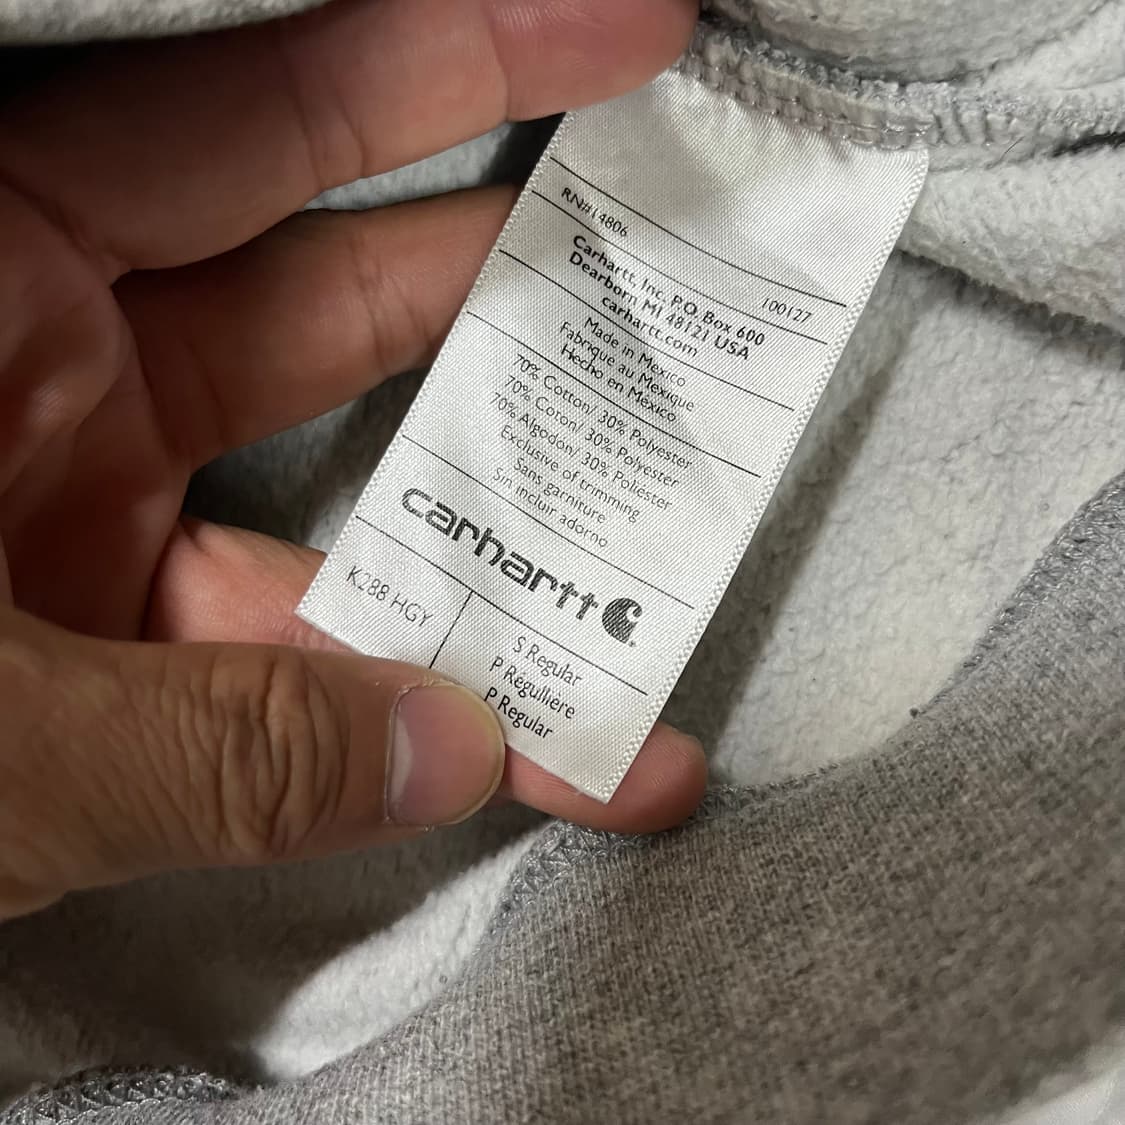 RN#14806 100127
Carhartt, Inc. P.O. Box 600
Dearborn MI 48121 USA
carhartt.com
Made in Mexico
Fabrique au Mexique
Hecho en Mexico
70% Cotton/ 30% Polyester
70% Coton/ 30% Polyester
70% Algodon/ 30% Poliester
Exclusive of trimming
Sans garniture
Sin incluir adorno
carhartt
K288 HGY
S Regular
P Regulliere
P Regular